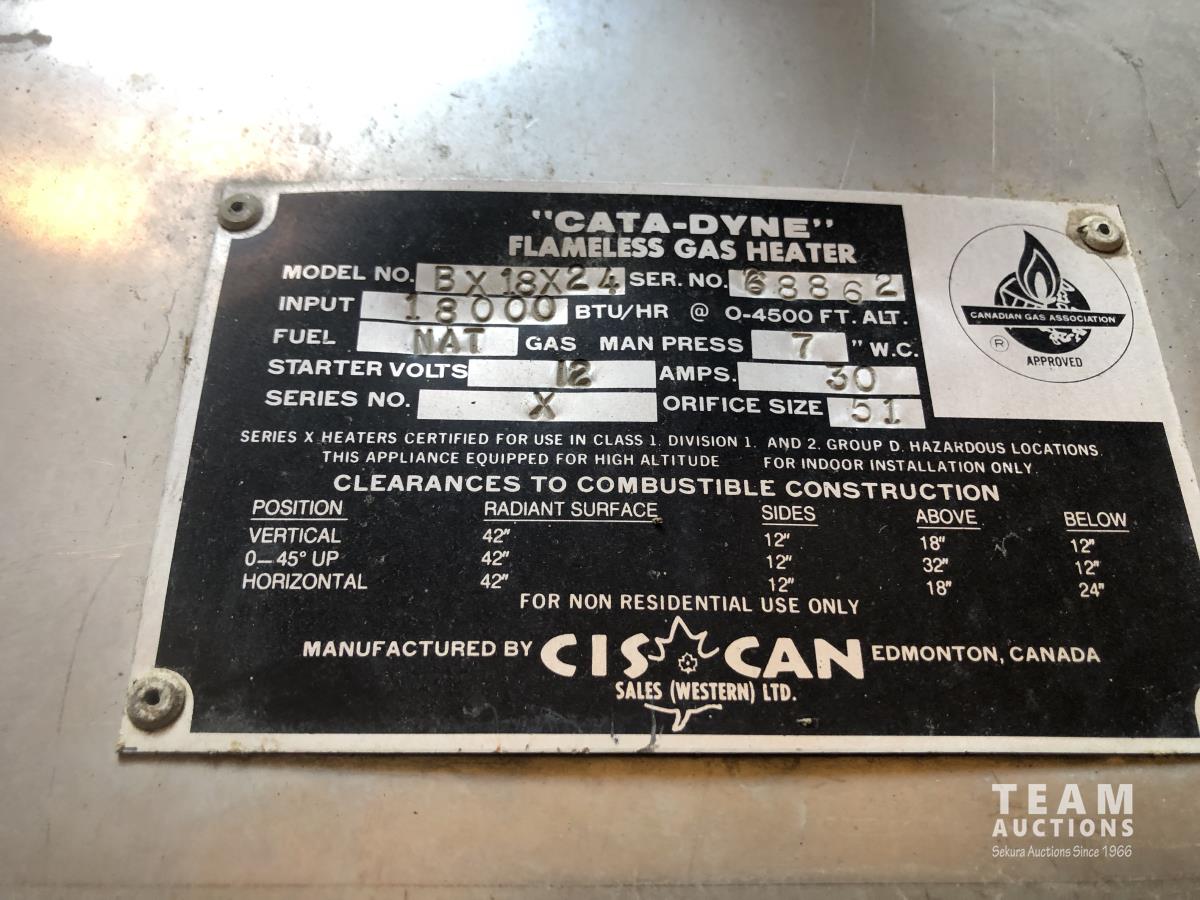 "CATA-DYNE"
FLAMELESS GAS HEATER
MODEL NO. BX18X24 SER. NO. 68862
INPUT 18000 BTU/HR @ 0-4500 FT. ALT.
FUEL NAT GAS MAN PRESS 7 " W.C.
STARTER VOLTS 12 AMPS. 30
SERIES NO. X ORIFICE SIZE 51
CANADIAN GAS ASSOCIATION
®
APPROVED
SERIES X HEATERS CERTIFIED FOR USE IN CLASS 1, DIVISION 1. AND 2. GROUP D. HAZARDOUS LOCATIONS.
THIS APPLIANCE EQUIPPED FOR HIGH ALTITUDE FOR INDOOR INSTALLATION ONLY.
CLEARANCES TO COMBUSTIBLE CONSTRUCTION
POSITION RADIANT SURFACE SIDES ABOVE BELOW
VERTICAL 42" 12" 18" 12"
0-45° UP 42" 12" 32" 12"
HORIZONTAL 42" 12" 18" 24"
FOR NON RESIDENTIAL USE ONLY
MANUFACTURED BY CIS CAN EDMONTON, CANADA
SALES (WESTERN) LTD.
TEAM
AUCTIONS
Sekura Auctions Since 1966